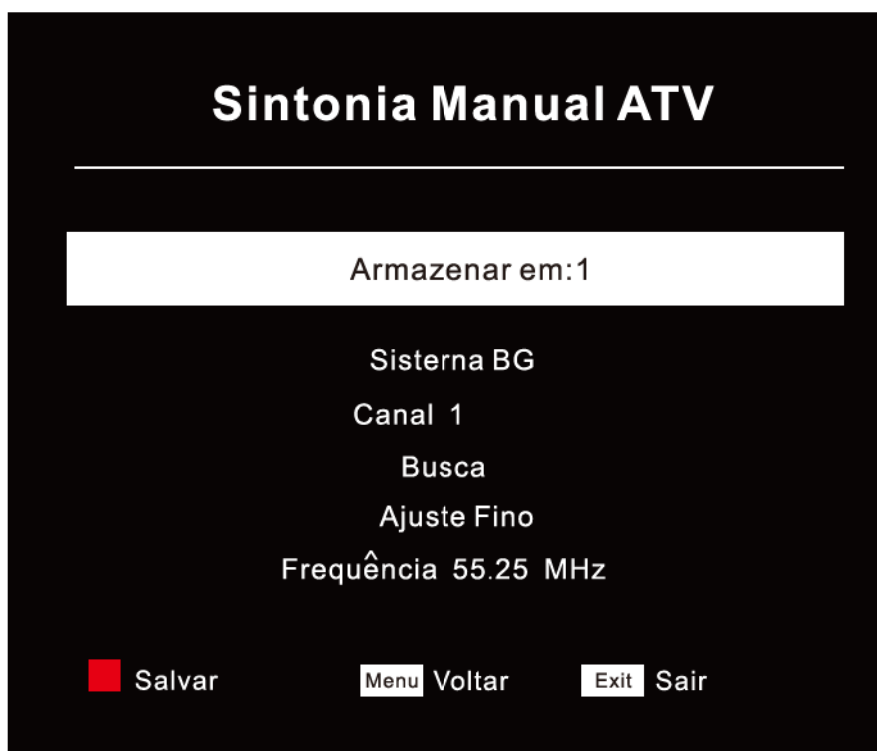 Sintonia Manual ATV
Armazenar em:1
Sisterna BG
Canal 1
Busca
Ajuste Fino
Frequência 55.25 MHz
Salvar Menu Voltar Exit Sair